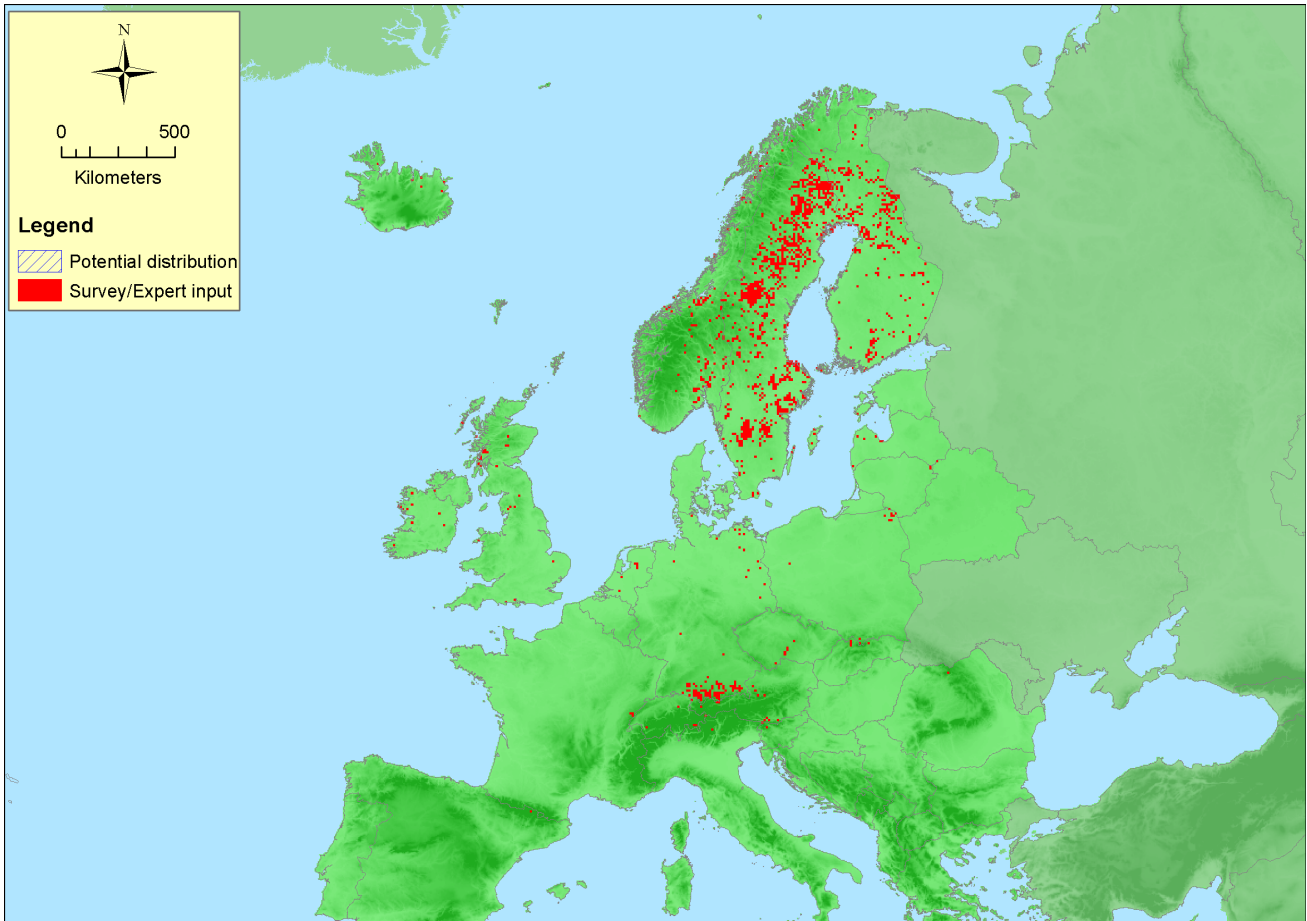 N
0 500
Kilometers
Legend
Potential distribution
Survey/Expert input